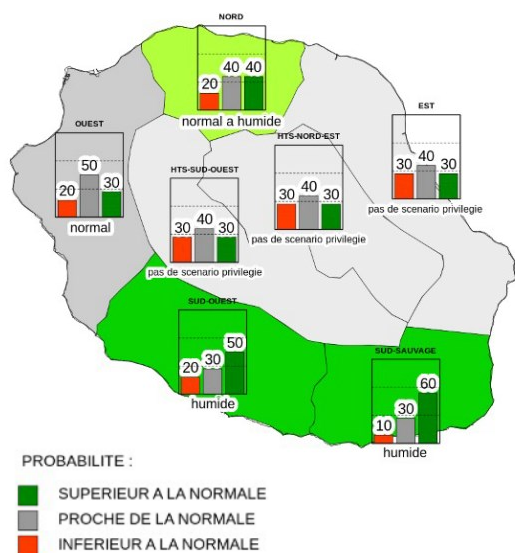 NORD
20 40 40
normal a humide
EST
30 40 30
pas de scenario privilegie
OUEST
20 50 30
normal
HTS-NORD-EST
30 40 30
pas de scenario privilegie
HTS-SUD-OUEST
30 40 30
pas de scenario privilegie
SUD-OUEST
20 30 50
humide
SUD-SAUVAGE
10 30 60
humide
PROBABILITE :
SUPERIEUR A LA NORMALE
PROCHE DE LA NORMALE
INFERIEUR A LA NORMALE